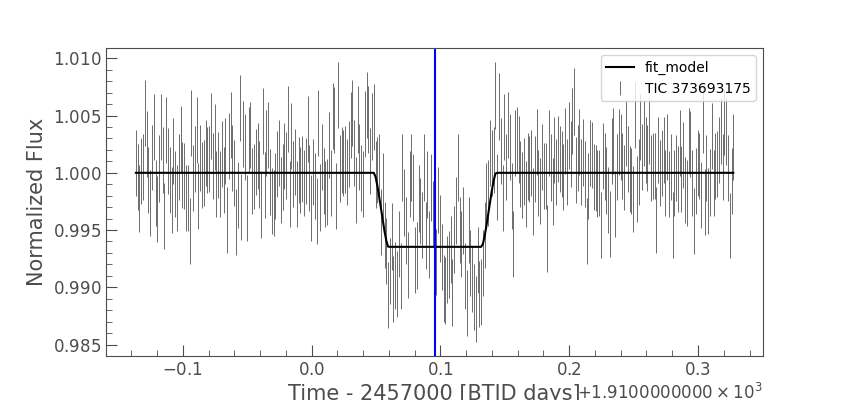 1.010
1.005
1.000
0.995
0.990
0.985
Normalized Flux
fit_model
TIC 373693175
−0.1 0.0 0.1 0.2 0.3
Time - 2457000 [BTJD days]
+1.9100000000 × 10³